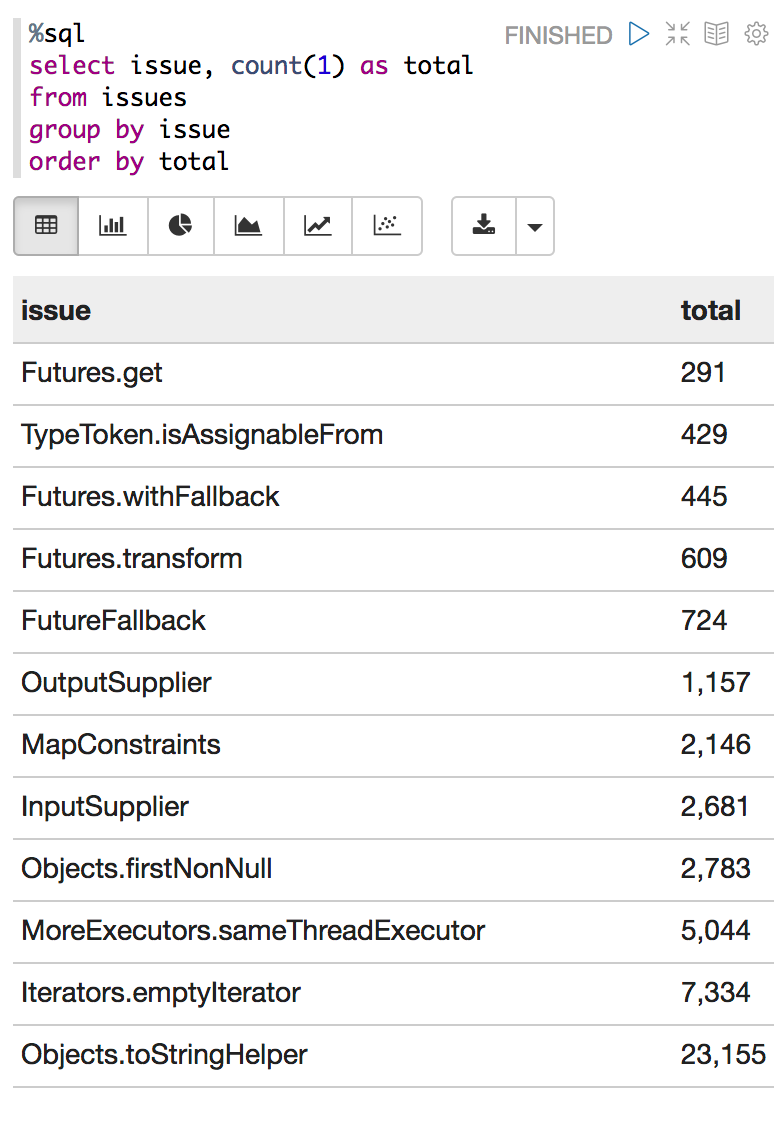 %sql
FINISHED
select issue, count(1) as total
from issues
group by issue
order by total
issue total
Futures.get 291
TypeToken.isAssignableFrom 429
Futures.withFallback 445
Futures.transform 609
FutureFallback 724
OutputSupplier 1,157
MapConstraints 2,146
InputSupplier 2,681
Objects.firstNonNull 2,783
MoreExecutors.sameThreadExecutor 5,044
Iterators.emptyIterator 7,334
Objects.toStringHelper 23,155